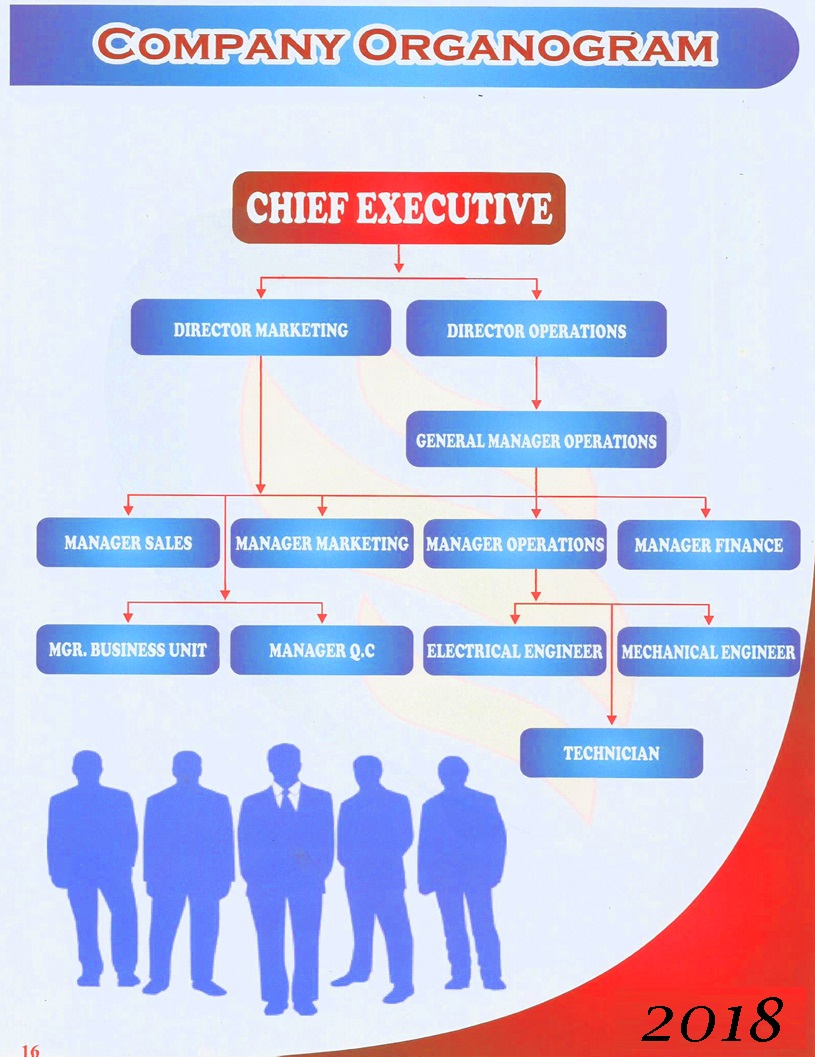 COMPANY ORGANOGRAM
CHIEF EXECUTIVE
DIRECTOR MARKETING
DIRECTOR OPERATIONS
GENERAL MANAGER OPERATIONS
MANAGER SALES
MANAGER MARKETING
MANAGER OPERATIONS
MANAGER FINANCE
MGR. BUSINESS UNIT
MANAGER Q.C
ELECTRICAL ENGINEER
MECHANICAL ENGINEER
TECHNICIAN
2018
16